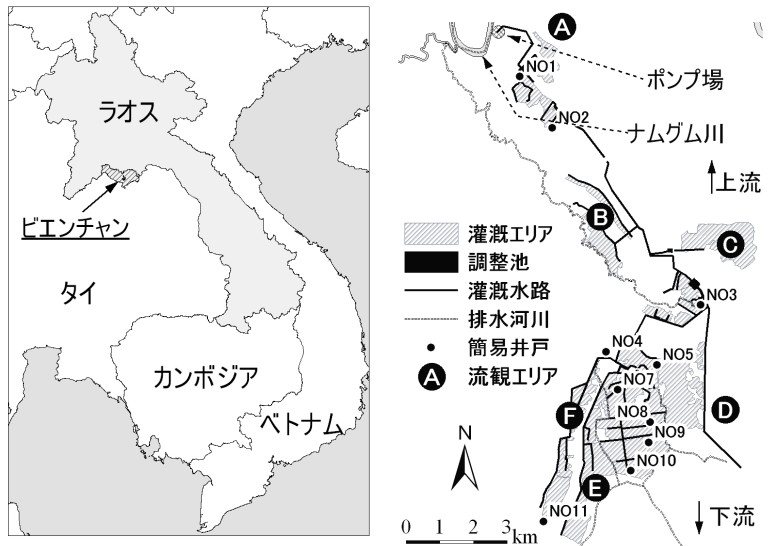 ラオス
ビエンチャン
タイ
カンボジア
ベトナム
A
NO1
ポンプ場
NO2
ナムグム川
上流
B
C
灌漑エリア
調整池
灌漑水路
排水河川
簡易井戸
A 流観エリア
NO3
NO4
NO5
NO7
F
D
NO8
NO9
NO10
E
N
NO11
下流
0 1 2 3 km